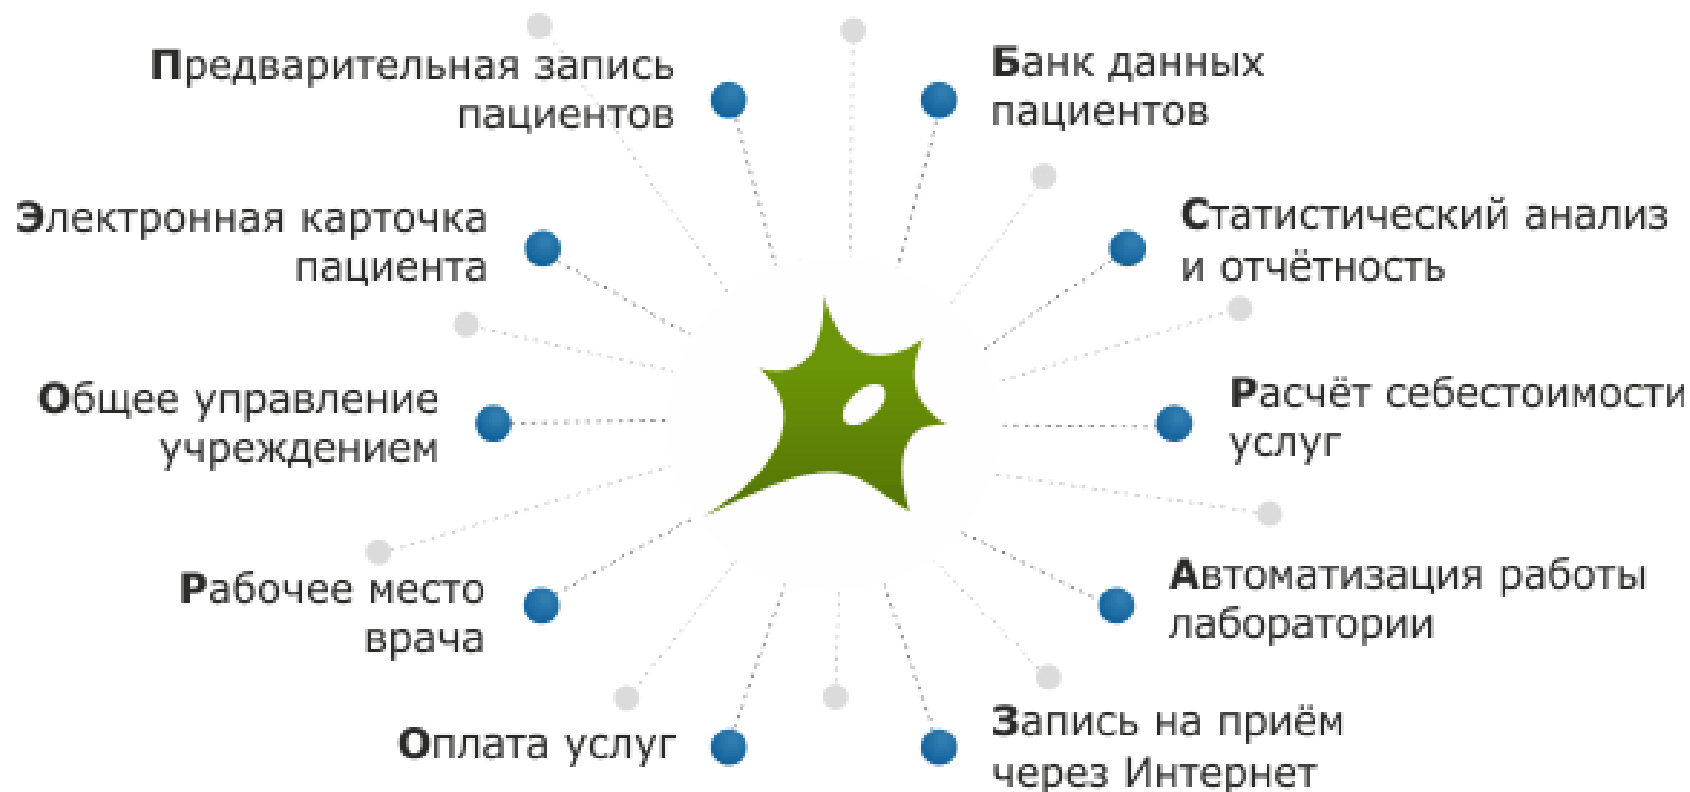 Предварительная запись
пациентов
Банк данных
пациентов
Электронная карточка
пациента
Статистический анализ
и отчётность
Общее управление
учреждением
Расчёт себестоимости
услуг
Рабочее место
врача
Автоматизация работы
лаборатории
Оплата услуг
Запись на приём
через Интернет